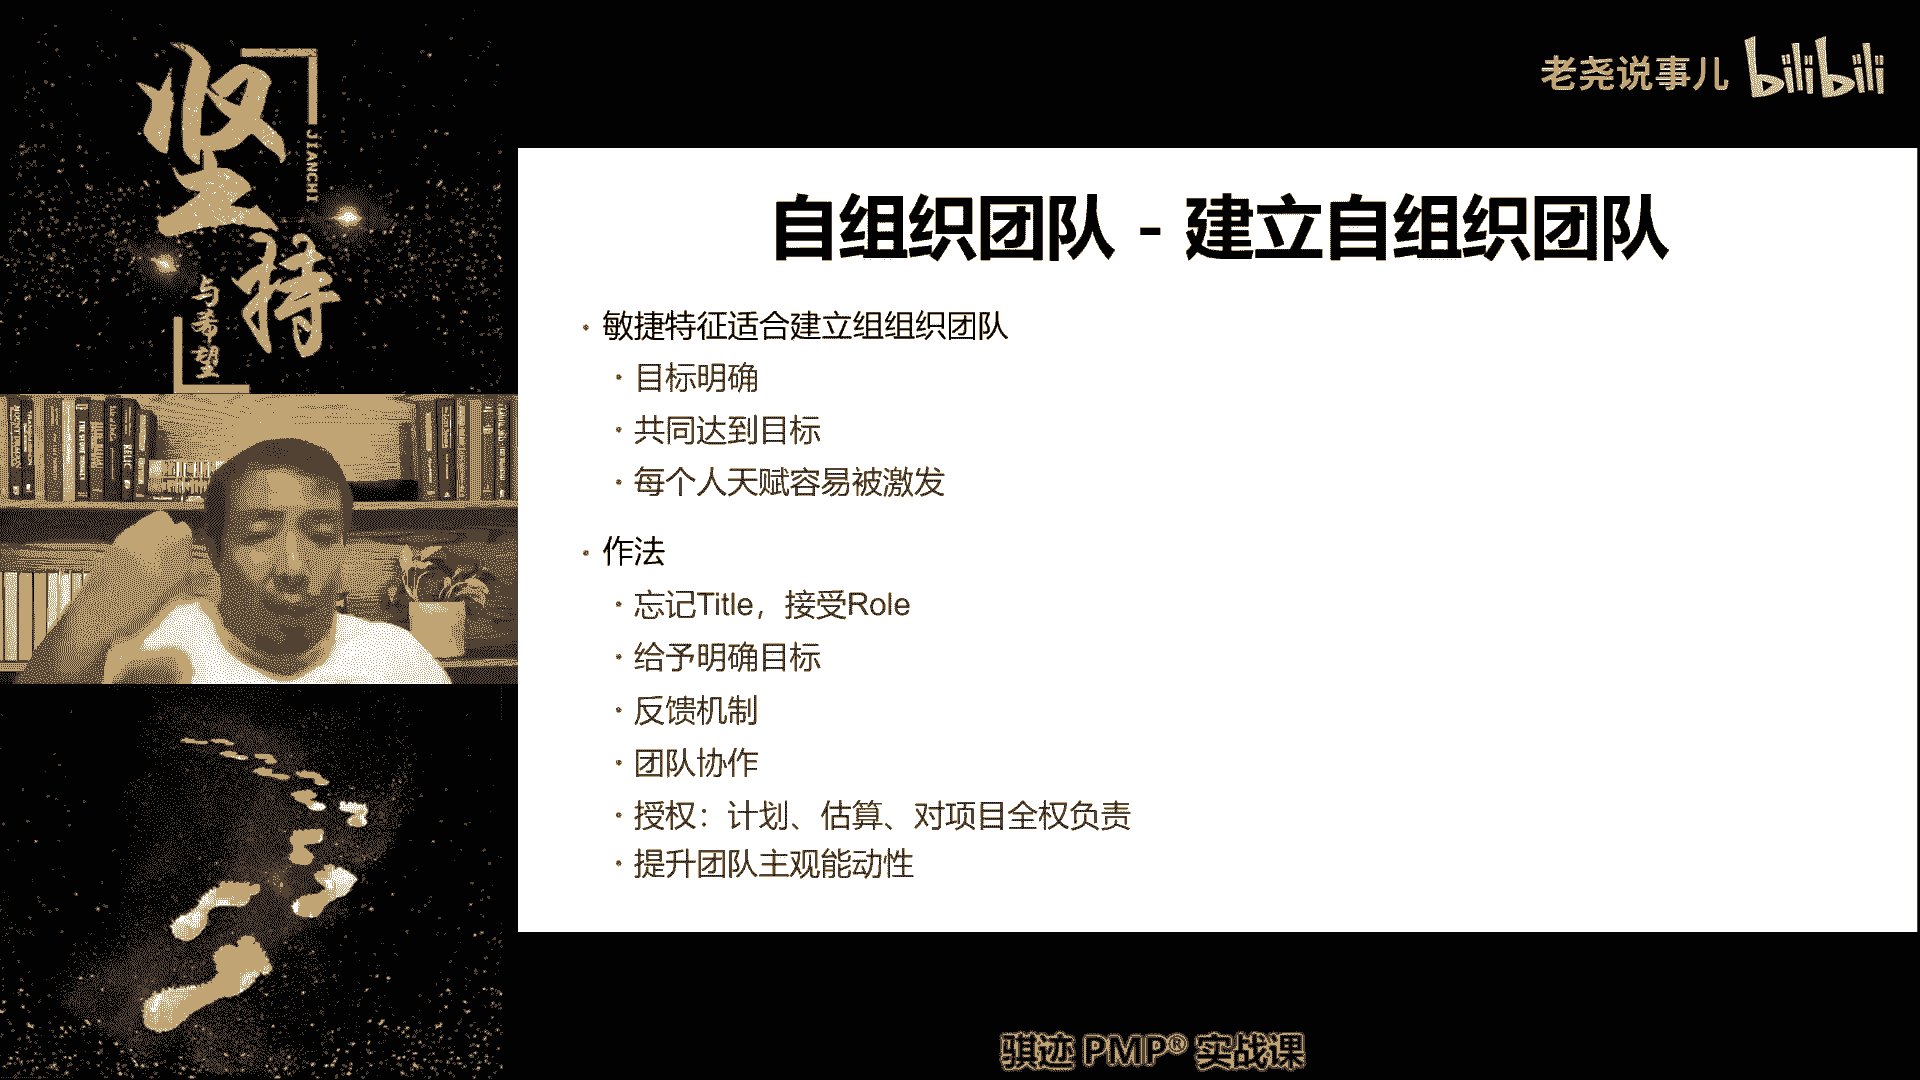 坚持
JIANCHI
与希望
老尧说事儿 bilibili
自组织团队 - 建立自组织团队
· 敏捷特征适合建立组组织团队
· 目标明确
· 共同达到目标
· 每个人天赋容易被激发
· 作法
· 忘记Title，接受Role
· 给予明确目标
· 反馈机制
· 团队协作
· 授权：计划、估算、对项目全权负责
· 提升团队主观能动性
骐迹 PMP® 实战课